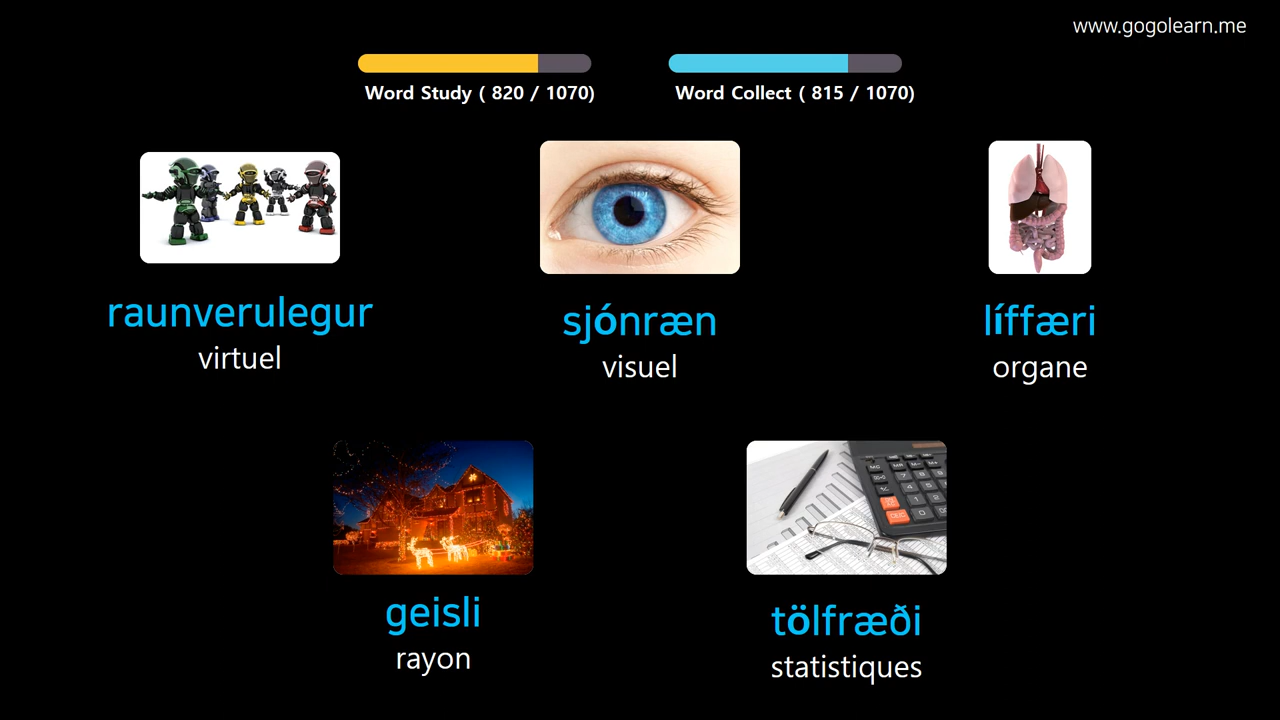 www.gogolearn.me
Word Study ( 820 / 1070)
Word Collect ( 815 / 1070)
raunverulegur
virtuel
sjónræn
visuel
líffæri
organe
geisli
rayon
tölfræði
statistiques